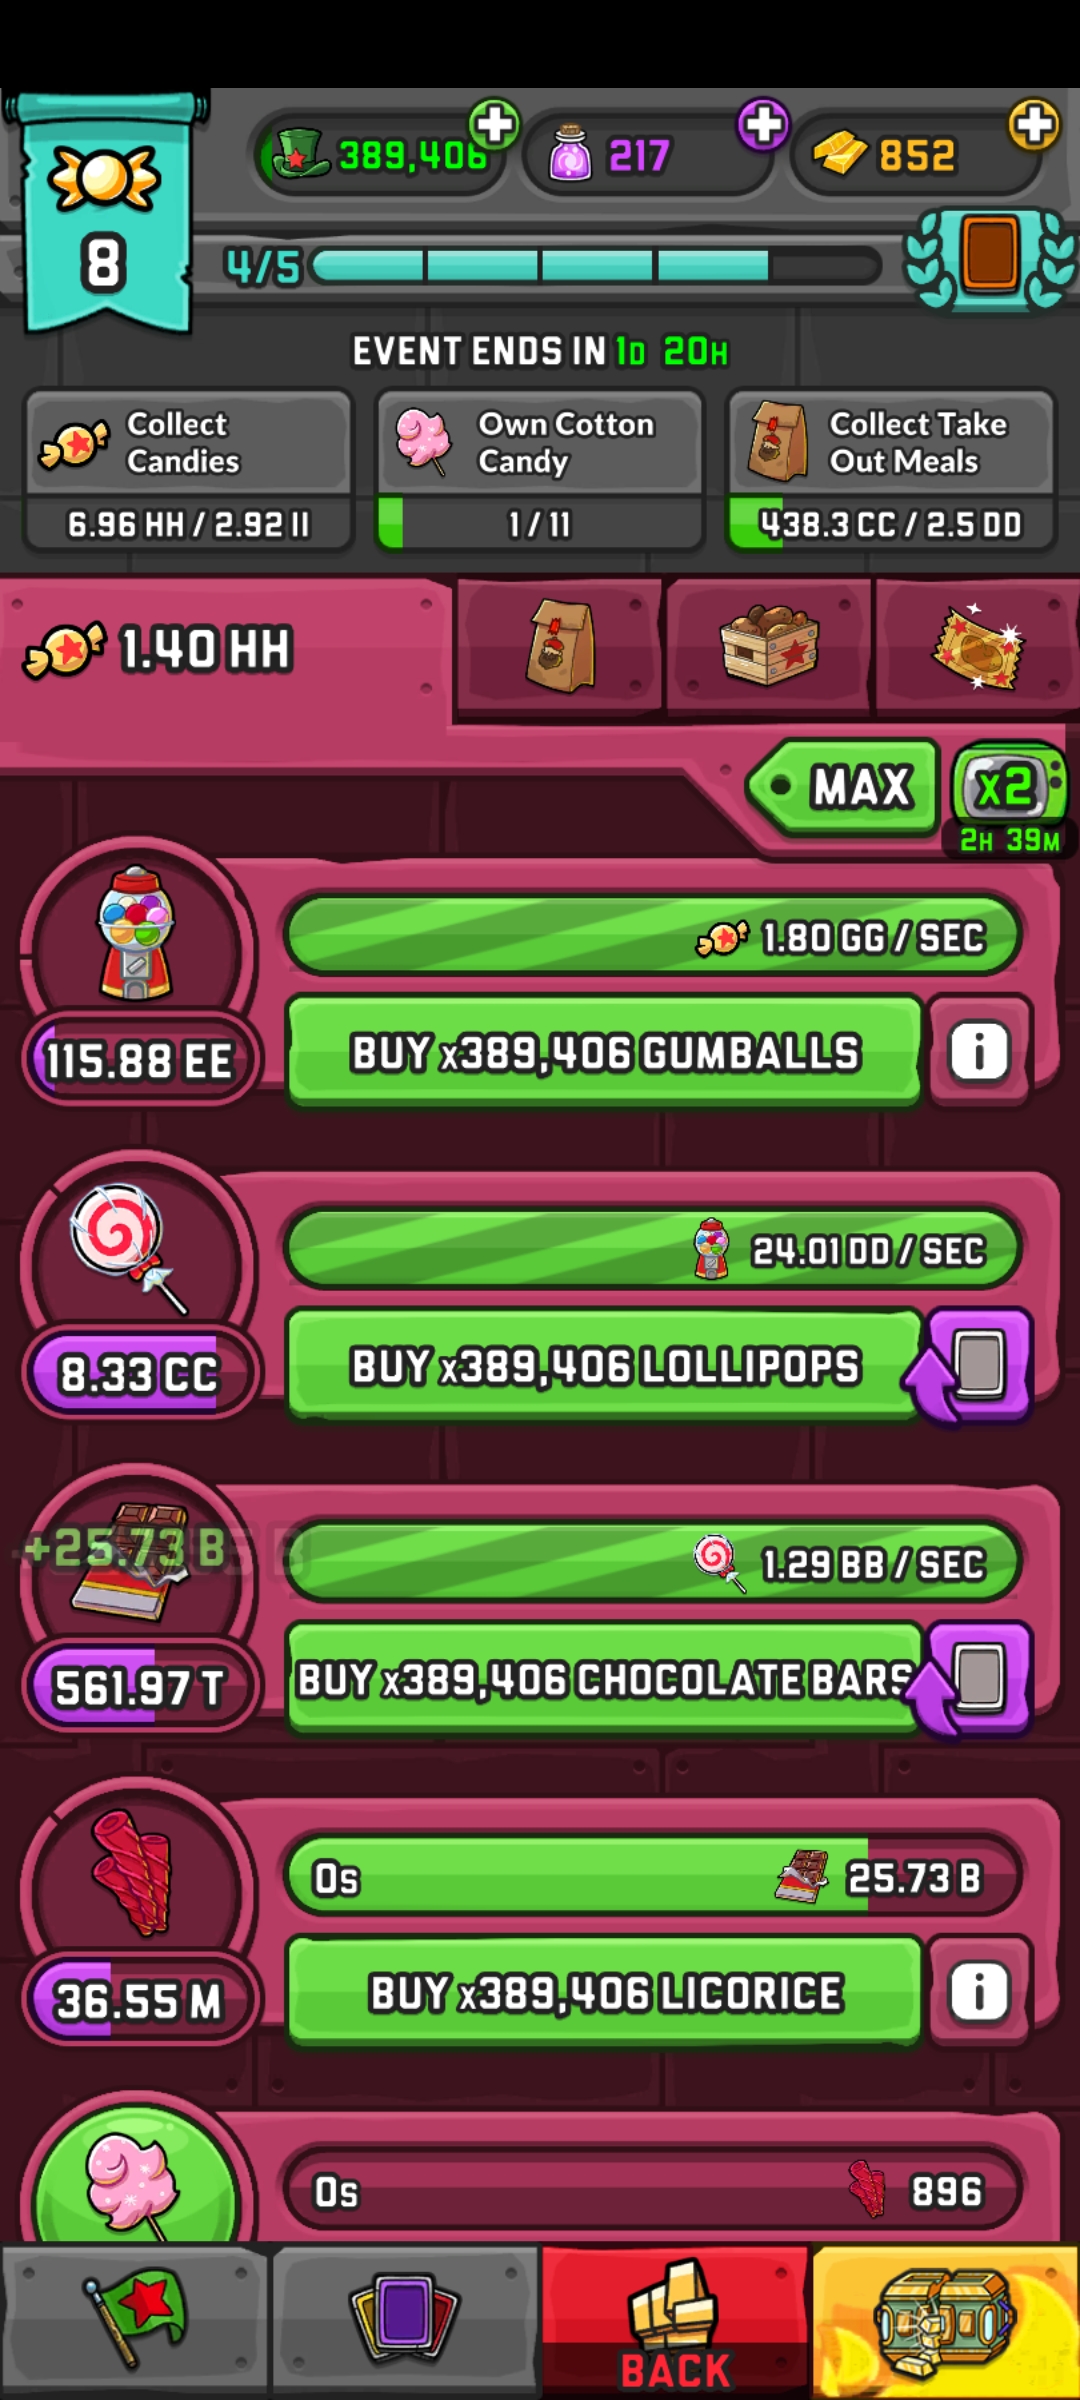 389,406
217
852
8
4/5
EVENT ENDS IN 1D 20H
Collect
Candies
6.96 HH / 2.92 II
Own Cotton
Candy
1 / 11
Collect Take
Out Meals
438.3 CC / 2.5 DD
1.40 HH
MAX
x2
2H 39M
1.80 GG / SEC
115.88 EE
BUY x389,406 GUMBALLS
i
24.01 DD / SEC
8.33 CC
BUY x389,406 LOLLIPOPS
+25.73 B
1.29 BB / SEC
561.97 T
BUY x389,406 CHOCOLATE BARS
0s
25.73 B
36.55 M
BUY x389,406 LICORICE
i
0s
896
BACK